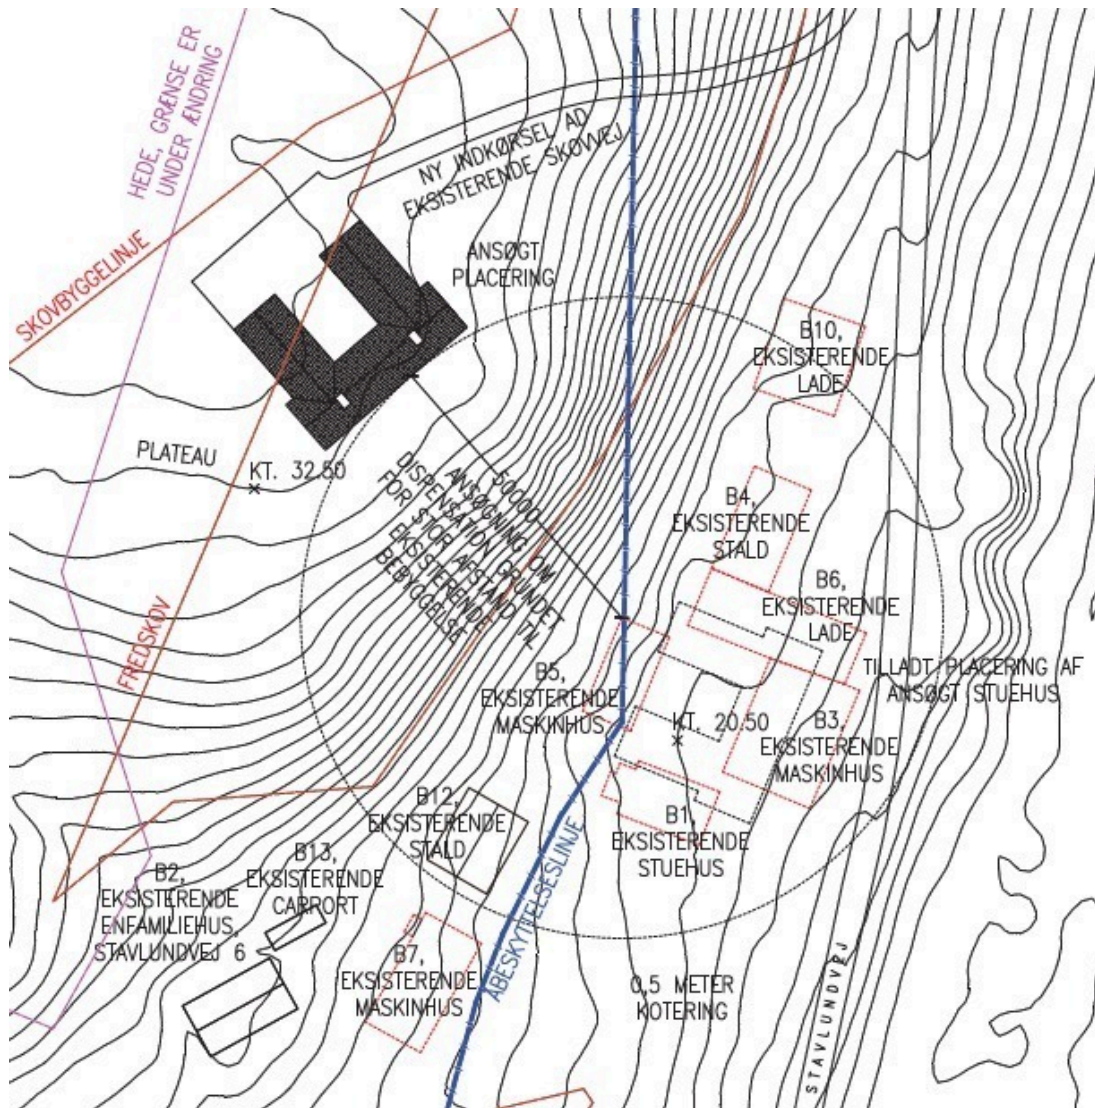 HEDE, GRÆNSE ER
UNDER ÆNDRING
NY INDKØRSEL AD
EKSISTERENDE SKOVVEJ
SKOVBYGGELINJE
ANSØGT
PLACERING
B10,
EKSISTERENDE
LADE
PLATEAU
KT. 32.50
50000
ANSØGNING OM
DISPENSATION GRUNDET
FOR STOR AFSTAND TIL
EKSISTERENDE
BEBYGGELSE
B4,
EKSISTERENDE
STALD
B6,
EKSISTERENDE
LADE
FREDSKOV
TILLADT PLACERING AF
ANSØGT STUEHUS
B5,
EKSISTERENDE
MASKINHUS
KT. 20.50
B3,
EKSISTERENDE
MASKINHUS
B12,
EKSISTERENDE
STALD
B1,
EKSISTERENDE
STUEHUS
B13,
EKSISTERENDE
CARPORT
B2,
EKSISTERENDE
ENFAMILIEHUS,
STAVLUNDVEJ 6
ÅBESKYTTELSESLINJE
B7,
EKSISTERENDE
MASKINHUS
0,5 METER
KOTERING
STAVLUNDVEJ